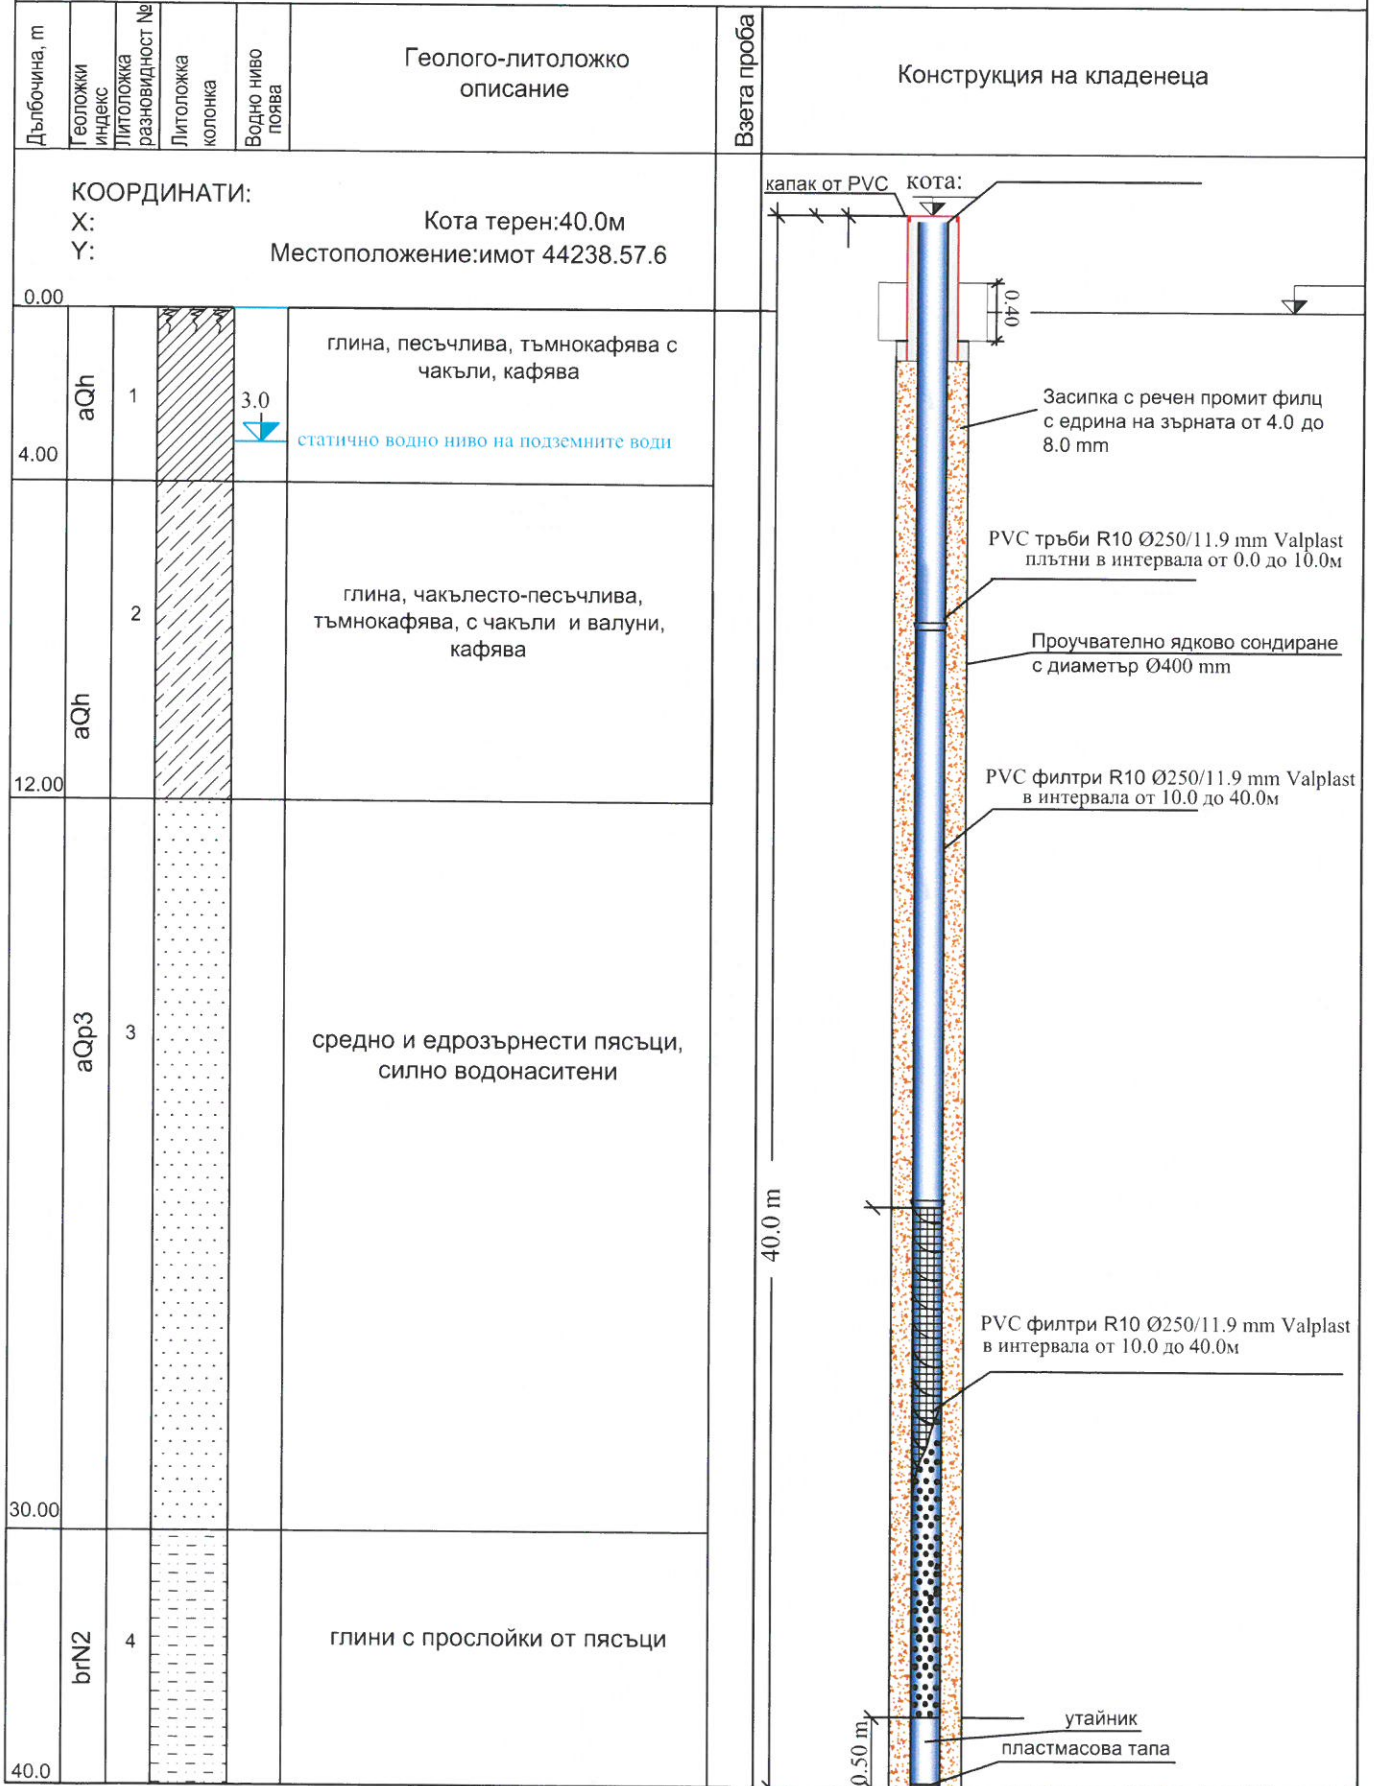 Дълбочина, m
Геоложки
индекс
Литоложка
разновидност №
Литоложка
колонка
Водно ниво
поява
Геолого-литоложко
описание
Взета проба
Конструкция на кладенеца
КООРДИНАТИ:
X:
Y:
Кота терен:40.0м
Местоположение:имот 44238.57.6
капак от PVC
кота:
0.00
0.40
aQh
1
3.0
глина, песъчлива, тъмнокафява с
чакъли, кафява
статично водно ниво на подземните води
4.00
Засипка с речен промит филц
с едрина на зърната от 4.0 до
8.0 mm
PVC тръби R10 Ø250/11.9 mm Valplast
плътни в интервала от 0.0 до 10.0м
aQh
2
глина, чакълесто-песъчлива,
тъмнокафява, с чакъли и валуни,
кафява
Проучвателно ядково сондиране
с диаметър Ø400 mm
12.00
PVC филтри R10 Ø250/11.9 mm Valplast
в интервала от 10.0 до 40.0м
aQp3
3
средно и едрозърнести пясъци,
силно водонаситени
40.0 m
PVC филтри R10 Ø250/11.9 mm Valplast
в интервала от 10.0 до 40.0м
30.00
brN2
4
глини с прослойки от пясъци
утайник
пластмасова тапа
0.50 m
40.0